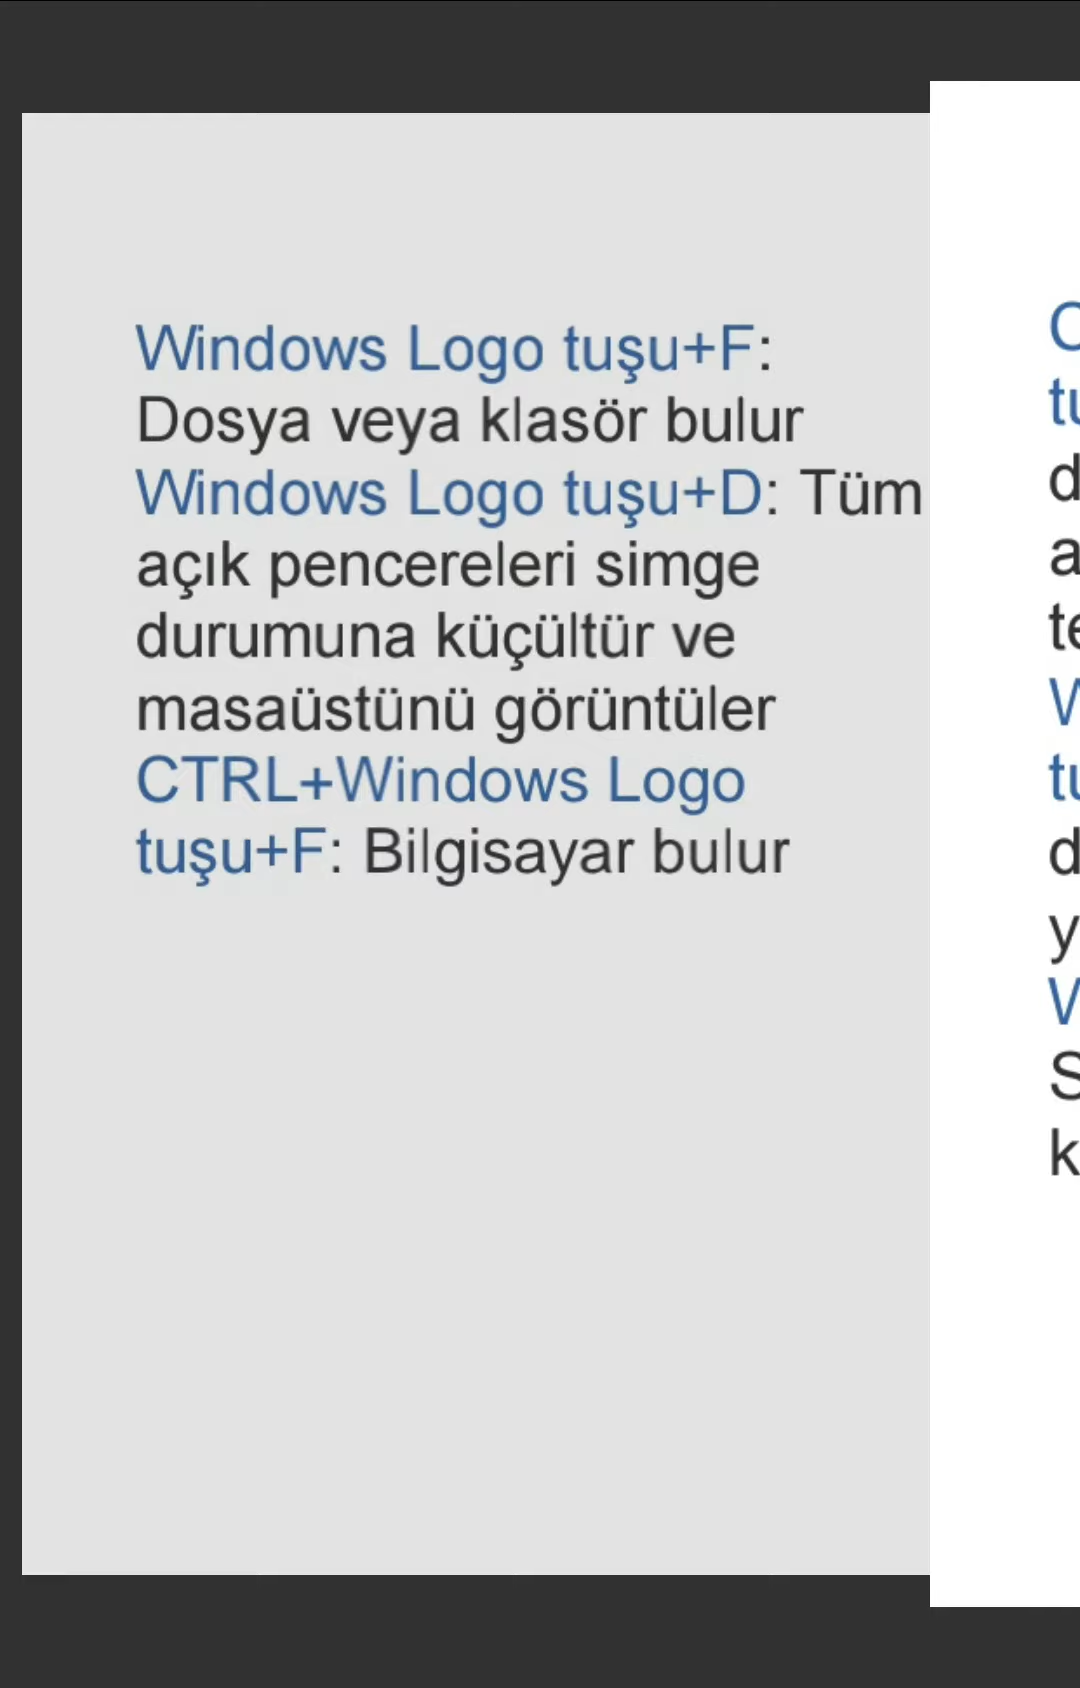 Windows Logo tuşu+F:
Dosya veya klasör bulur
Windows Logo tuşu+D: Tüm
açık pencereleri simge
durumuna küçültür ve
masaüstünü görüntüler
CTRL+Windows Logo
tuşu+F: Bilgisayar bulur